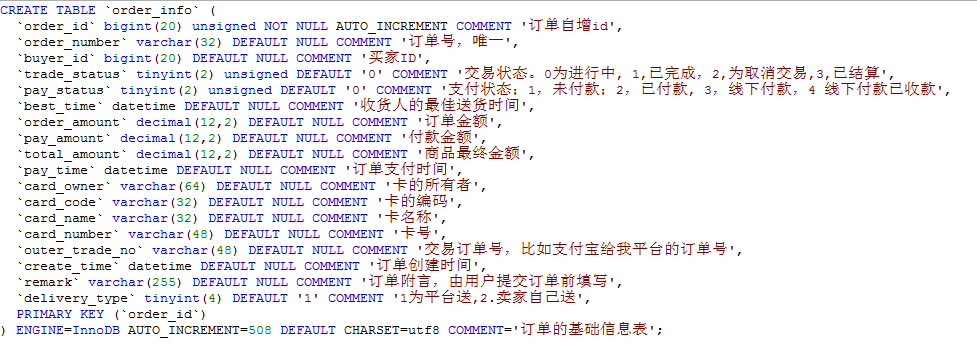 CREATE TABLE `order_info` (
`order_id` bigint(20) unsigned NOT NULL AUTO_INCREMENT COMMENT '订单自增id',
`order_number` varchar(32) DEFAULT NULL COMMENT '订单号，唯一',
`buyer_id` bigint(20) DEFAULT NULL COMMENT '买家ID',
`trade_status` tinyint(2) unsigned DEFAULT '0' COMMENT '交易状态。0为进行中, 1,已完成, 2,为取消交易,3,已结算',
`pay_status` tinyint(2) unsigned DEFAULT '0' COMMENT '支付状态; 1, 未付款; 2, 已付款, 3, 线下付款, 4 线下付款已收款',
`best_time` datetime DEFAULT NULL COMMENT '收货人的最佳送货时间',
`order_amount` decimal(12,2) DEFAULT NULL COMMENT '订单金额',
`pay_amount` decimal(12,2) DEFAULT NULL COMMENT '付款金额',
`total_amount` decimal(12,2) DEFAULT NULL COMMENT '商品最终金额',
`pay_time` datetime DEFAULT NULL COMMENT '订单支付时间',
`card_owner` varchar(64) DEFAULT NULL COMMENT '卡的所有者',
`card_code` varchar(32) DEFAULT NULL COMMENT '卡的编码',
`card_name` varchar(32) DEFAULT NULL COMMENT '卡名称',
`card_number` varchar(48) DEFAULT NULL COMMENT '卡号',
`outer_trade_no` varchar(48) DEFAULT NULL COMMENT '交易订单号，比如支付宝给我平台的订单号',
`create_time` datetime DEFAULT NULL COMMENT '订单创建时间',
`remark` varchar(255) DEFAULT NULL COMMENT '订单附言，由用户提交订单前填写',
`delivery_type` tinyint(4) DEFAULT '1' COMMENT '1为平台送,2.卖家自己送',
PRIMARY KEY (`order_id`)
) ENGINE=InnoDB AUTO_INCREMENT=508 DEFAULT CHARSET=utf8 COMMENT='订单的基础信息表';